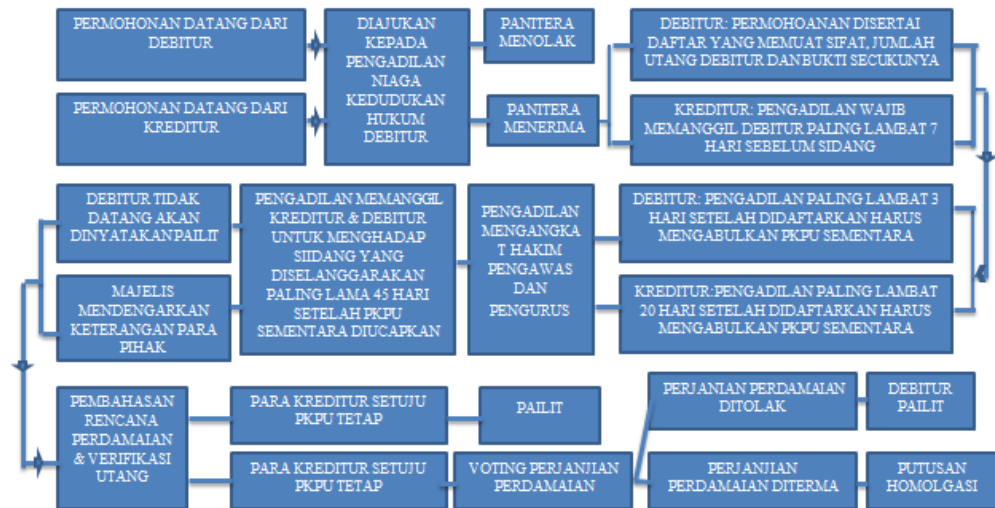 PERMOHONAN DATANG DARI
DEBITUR
PERMOHONAN DATANG DARI
KREDITUR
DIAJUKAN
KEPADA
PENGADILAN
NIAGA
KEDUDUKAN
HUKUM
DEBITUR
PANITERA
MENOLAK
PANITERA
MENERIMA
DEBITUR: PERMOHOANAN DISERTAI
DAFTAR YANG MEMUAT SIFAT, JUMLAH
UTANG DEBITUR DAN BUKTI SECUKUNYA
KREDITUR: PENGADILAN WAJIB
MEMANGGIL DEBITUR PALING LAMBAT 7
HARI SEBELUM SIDANG
DEBITUR: PENGADILAN PALING LAMBAT 3
HARI SETELAH DIDAFTARKAN HARUS
MENGABULKAN PKPU SEMENTARA
KREDITUR:PENGADILAN PALING LAMBAT
20 HARI SETELAH DIDAFTARKAN HARUS
MENGABULKAN PKPU SEMENTARA
PENGADILAN
MENGANGKA
T HAKIM
PENGAWAS
DAN
PENGURUS
PENGADILAN MEMANGGIL
KREDITUR & DEBITUR
UNTUK MENGHADAP
SIIDANG YANG
DISELANGGARAKAN
PALING LAMA 45 HARI
SETELAH PKPU
SEMENTARA DIUCAPKAN
DEBITUR TIDAK
DATANG AKAN
DINYATAKAN PAILIT
MAJELIS
MENDENGARKAN
KETERANGAN PARA
PIHAK
PEMBAHASAN
RENCANA
PERDAMAIAN
& VERIFIKASI
UTANG
PARA KREDITUR SETUJU
PKPU TETAP
PAILIT
PARA KREDITUR SETUJU
PKPU TETAP
VOTING PERJANJIAN
PERDAMAIAN
PERJANIAN PERDAMAIAN
DITOLAK
DEBITUR
PAILIT
PERJANJIAN
PERDAMAIAN DITERMA
PUTUSAN
HOMOLGASI